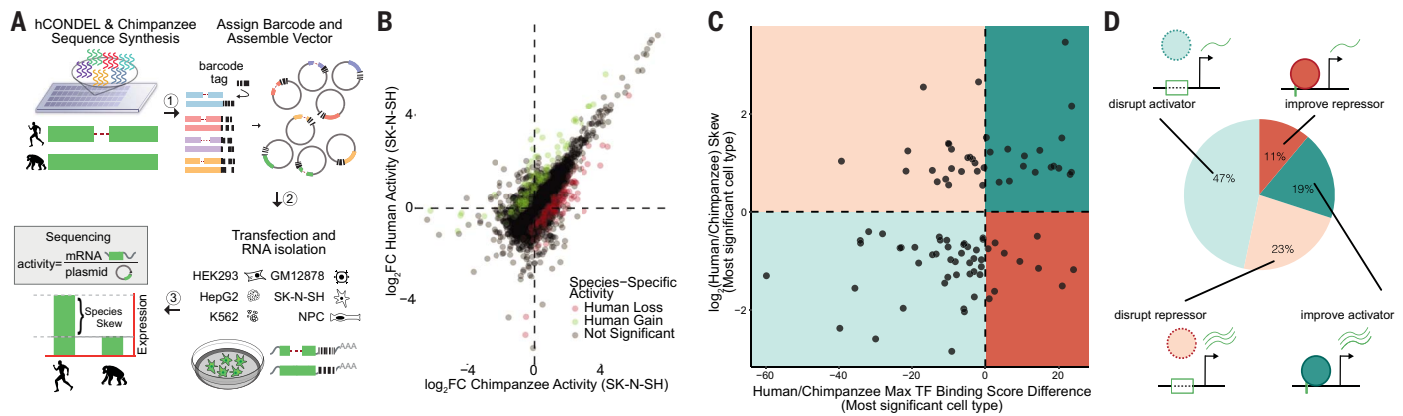 A
hCONDEL & Chimpanzee
Sequence Synthesis
Assign Barcode and
Assemble Vector
barcode
tag
1
2
Transfection and
RNA isolation
HEK293
GM12878
HepG2
SK-N-SH
K562
NPC
AAA
AAA
3
Sequencing
activity=
mRNA
plasmid
Species
Skew
Expression
B
log2FC Human Activity (SK-N-SH)
4
0
−4
−4
0
4
log2FC Chimpanzee Activity (SK-N-SH)
Species−Specific
Activity
Human Loss
Human Gain
Not Significant
C
log2(Human/Chimpanzee) Skew
(Most significant cell type)
2
0
−2
−60
−40
−20
0
20
Human/Chimpanzee Max TF Binding Score Difference
(Most significant cell type)
D
disrupt activator
improve repressor
47%
11%
19%
23%
disrupt repressor
improve activator